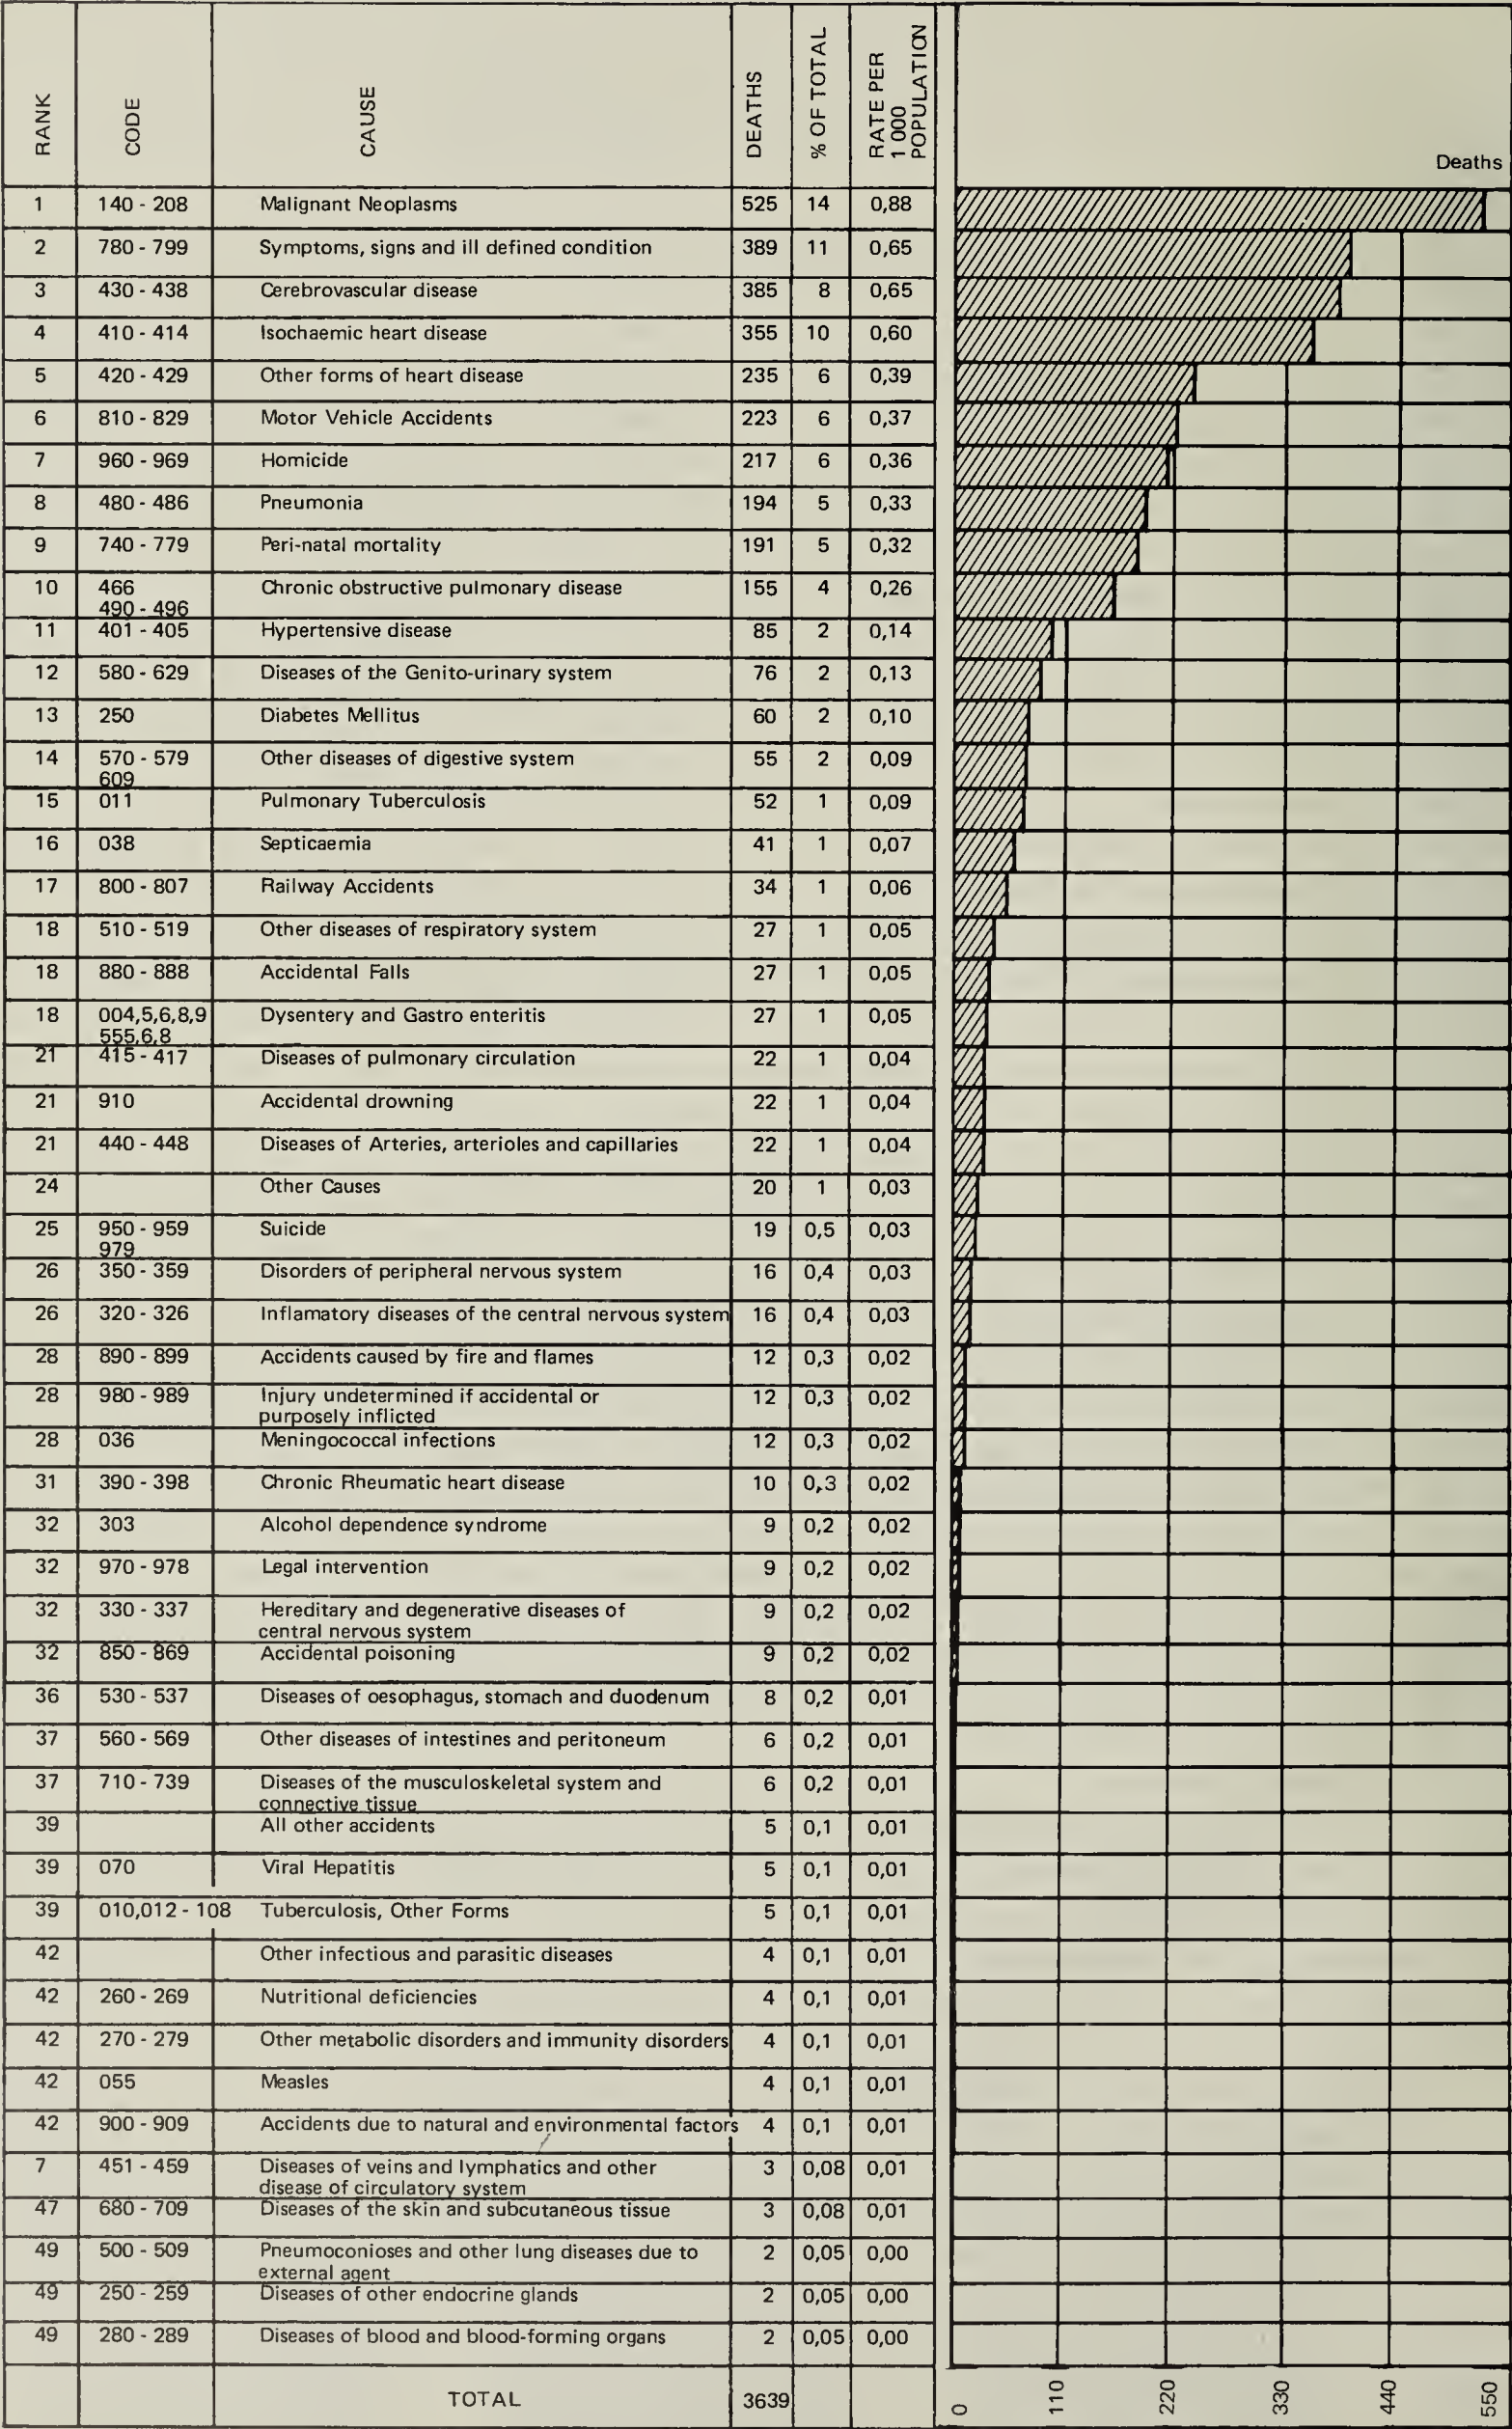 RANK CODE CAUSE DEATHS % OF TOTAL RATE PER 1 000 POPULATION Deaths
1 140 - 208 Malignant Neoplasms 525 14 0,88
2 780 - 799 Symptoms, signs and ill defined condition 389 11 0,65
3 430 - 438 Cerebrovascular disease 385 8 0,65
4 410 - 414 Isochaemic heart disease 355 10 0,60
5 420 - 429 Other forms of heart disease 235 6 0,39
6 810 - 829 Motor Vehicle Accidents 223 6 0,37
7 960 - 969 Homicide 217 6 0,36
8 480 - 486 Pneumonia 194 5 0,33
9 740 - 779 Peri-natal mortality 191 5 0,32
10 466 Chronic obstructive pulmonary disease 155 4 0,26
490 - 496
11 401 - 405 Hypertensive disease 85 2 0,14
12 580 - 629 Diseases of the Genito-urinary system 76 2 0,13
13 250 Diabetes Mellitus 60 2 0,10
14 570 - 579 Other diseases of digestive system 55 2 0,09
609
15 011 Pulmonary Tuberculosis 52 1 0,09
16 038 Septicaemia 41 1 0,07
17 800 - 807 Railway Accidents 34 1 0,06
18 510 - 519 Other diseases of respiratory system 27 1 0,05
18 880 - 888 Accidental Falls 27 1 0,05
18 004,5,6,8,9 Dysentery and Gastro enteritis 27 1 0,05
555,6,8
21 415 - 417 Diseases of pulmonary circulation 22 1 0,04
21 910 Accidental drowning 22 1 0,04
21 440 - 448 Diseases of Arteries, arterioles and capillaries 22 1 0,04
24 Other Causes 20 1 0,03
25 950 - 959 Suicide 19 0,5 0,03
979
26 350 - 359 Disorders of peripheral nervous system 16 0,4 0,03
26 320 - 326 Inflamatory diseases of the central nervous system 16 0,4 0,03
28 890 - 899 Accidents caused by fire and flames 12 0,3 0,02
28 980 - 989 Injury undetermined if accidental or 12 0,3 0,02
purposely inflicted
28 036 Meningococcal infections 12 0,3 0,02
31 390 - 398 Chronic Rheumatic heart disease 10 0,3 0,02
32 303 Alcohol dependence syndrome 9 0,2 0,02
32 970 - 978 Legal intervention 9 0,2 0,02
32 330 - 337 Hereditary and degenerative diseases of 9 0,2 0,02
central nervous system
32 850 - 869 Accidental poisoning 9 0,2 0,02
36 530 - 537 Diseases of oesophagus, stomach and duodenum 8 0,2 0,01
37 560 - 569 Other diseases of intestines and peritoneum 6 0,2 0,01
37 710 - 739 Diseases of the musculoskeletal system and 6 0,2 0,01
connective tissue
39 All other accidents 5 0,1 0,01
39 070 Viral Hepatitis 5 0,1 0,01
39 010,012 - 108 Tuberculosis, Other Forms 5 0,1 0,01
42 Other infectious and parasitic diseases 4 0,1 0,01
42 260 - 269 Nutritional deficiencies 4 0,1 0,01
42 270 - 279 Other metabolic disorders and immunity disorders 4 0,1 0,01
42 055 Measles 4 0,1 0,01
42 900 - 909 Accidents due to natural and environmental factors 4 0,1 0,01
7 451 - 459 Diseases of veins and lymphatics and other 3 0,08 0,01
disease of circulatory system
47 680 - 709 Diseases of the skin and subcutaneous tissue 3 0,08 0,01
49 500 - 509 Pneumoconioses and other lung diseases due to 2 0,05 0,00
external agent
49 250 - 259 Diseases of other endocrine glands 2 0,05 0,00
49 280 - 289 Diseases of blood and blood-forming organs 2 0,05 0,00
TOTAL 3639
0 110 220 330 440 550